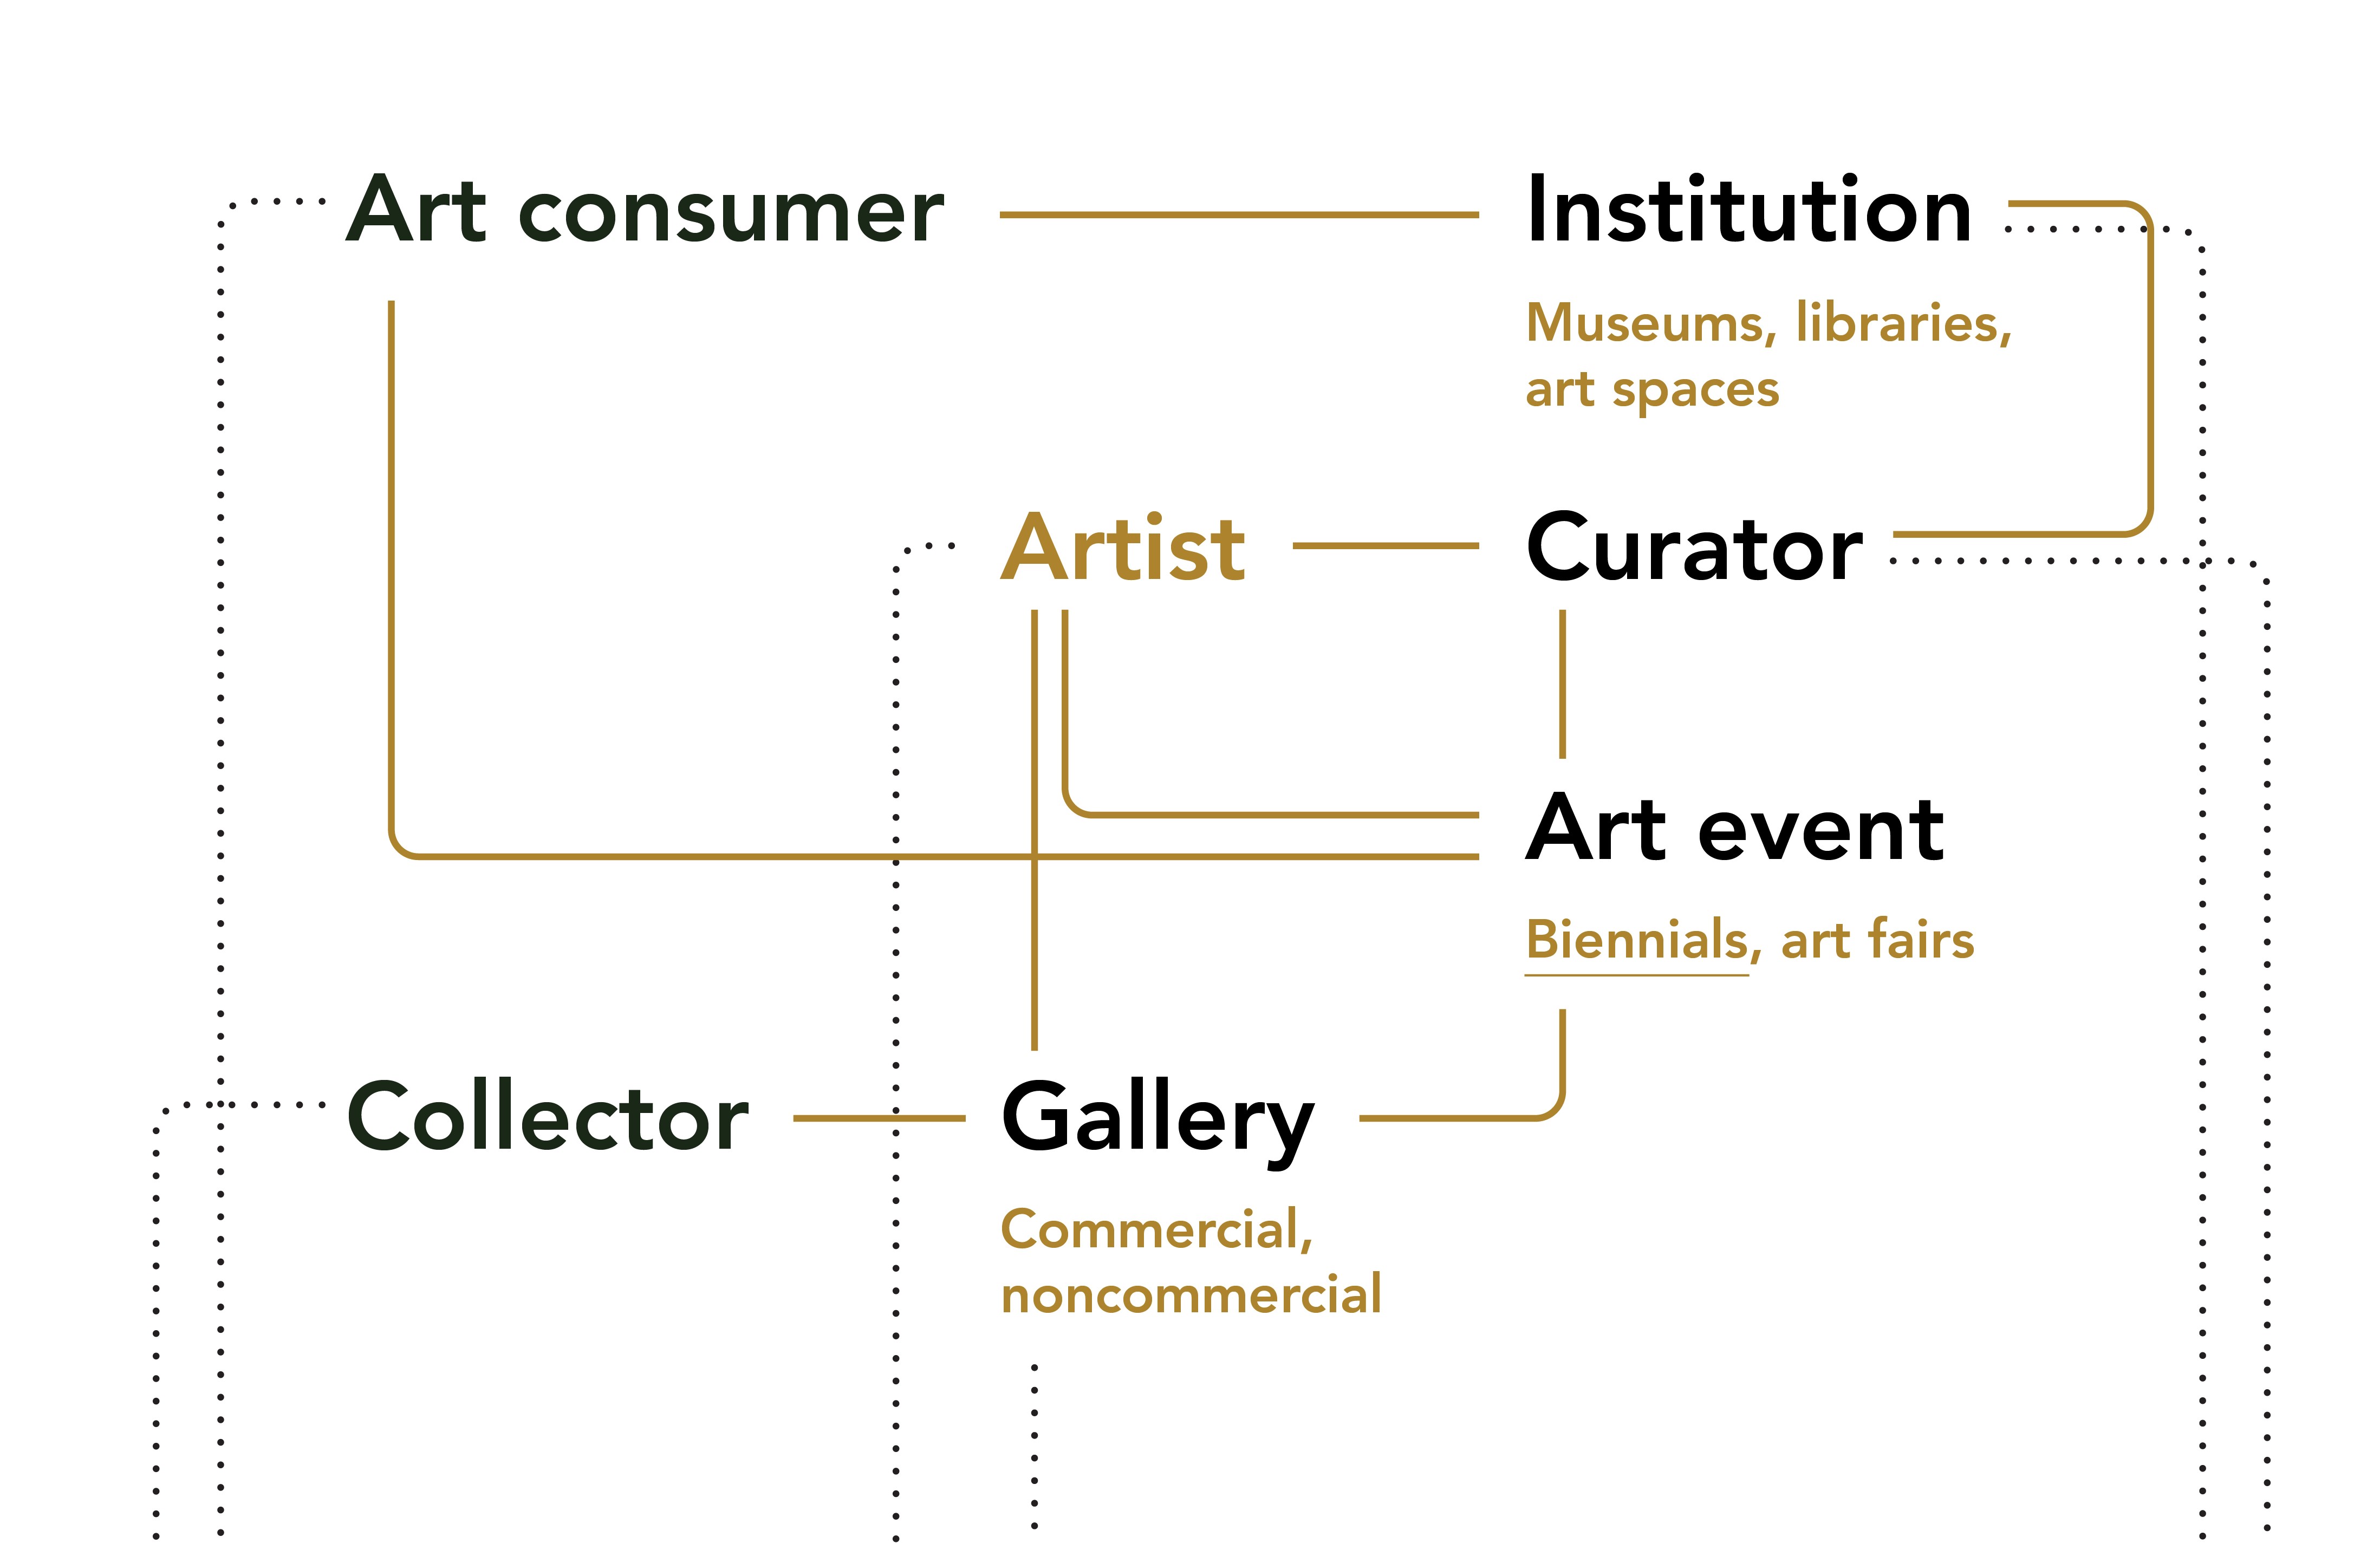 Art consumer
Institution
Museums, libraries,
art spaces
Artist
Curator
Art event
Biennials, art fairs
Collector
Gallery
Commercial,
noncommercial